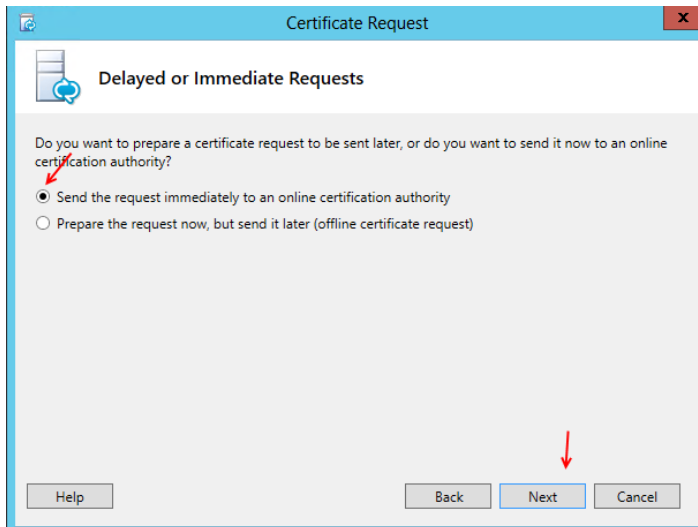 Certificate Request
x
Delayed or Immediate Requests
Do you want to prepare a certificate request to be sent later, or do you want to send it now to an online
certification authority?
Send the request immediately to an online certification authority
Prepare the request now, but send it later (offline certificate request)
Help
Back
Next
Cancel